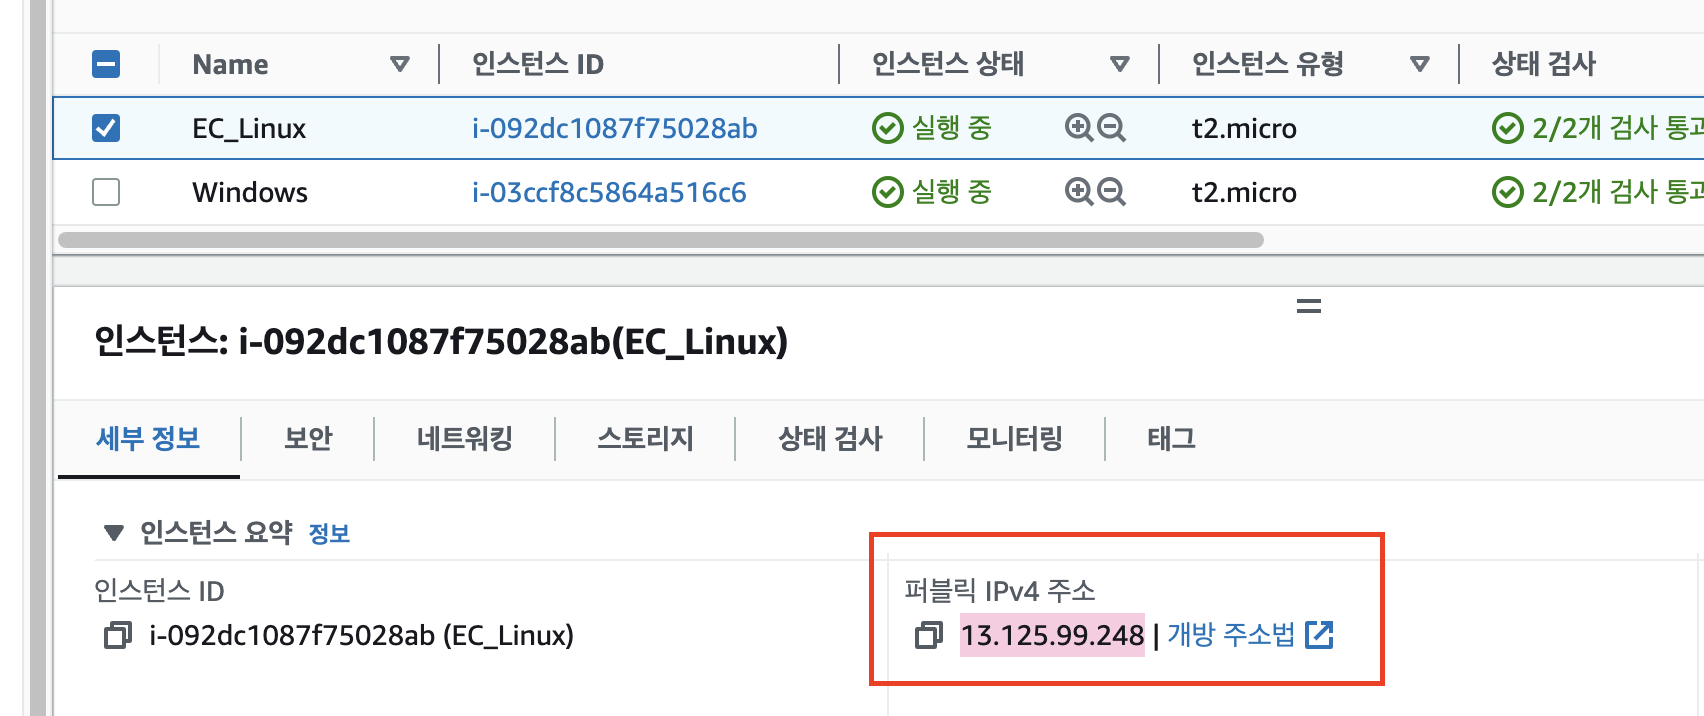 Name 인스턴스 ID 인스턴스 상태 인스턴스 유형 상태 검사
EC_Linux i-092dc1087f75028ab 실행 중 t2.micro 2/2개 검사 통과
Windows i-03ccf8c5864a516c6 실행 중 t2.micro 2/2개 검사 통과
인스턴스: i-092dc1087f75028ab(EC_Linux)
세부 정보 보안 네트워킹 스토리지 상태 검사 모니터링 태그
인스턴스 요약 정보
인스턴스 ID 퍼블릭 IPv4 주소
i-092dc1087f75028ab (EC_Linux) 13.125.99.248 | 개방 주소법